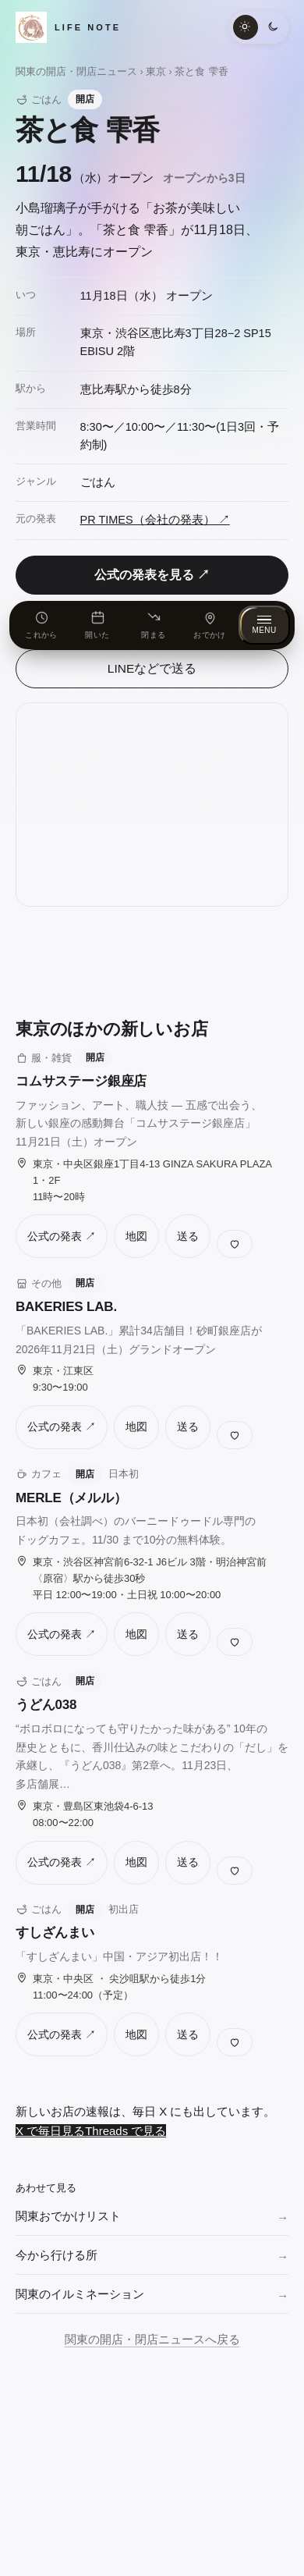 LIFE NOTE
関東の開店・閉店ニュース › 東京 › 茶と食 雫香
ごはん 開店
茶と食 雫香
11/18（水）オープン オープンから3日
小島瑠璃子が手がける「お茶が美味しい
朝ごはん」。「茶と食 雫香」が11月18日、
東京・恵比寿にオープン
いつ 11月18日（水） オープン
場所 東京・渋谷区恵比寿3丁目28−2 SP15
EBISU 2階
駅から 恵比寿駅から徒歩8分
営業時間 8:30〜／10:00〜／11:30〜(1日3回・予
約制)
ジャンル ごはん
元の発表 PR TIMES（会社の発表） ↗
公式の発表を見る ↗
これから 開いた 閉まる おでかけ MENU
LINEなどで送る
東京のほかの新しいお店
服・雑貨 開店
コムサステージ銀座店
ファッション、アート、職人技 — 五感で出会う、
新しい銀座の感動舞台「コムサステージ銀座店」
11月21日（土）オープン
東京・中央区銀座1丁目4-13 GINZA SAKURA PLAZA
1・2F
11時〜20時
公式の発表 ↗ 地図 送る
その他 開店
BAKERIES LAB.
「BAKERIES LAB.」累計34店舗目！砂町銀座店が
2026年11月21日（土）グランドオープン
東京・江東区
9:30〜19:00
公式の発表 ↗ 地図 送る
カフェ 開店 日本初
MERLE（メルル）
日本初（会社調べ）のバーニードゥードル専門の
ドッグカフェ。11/30 まで10分の無料体験。
東京・渋谷区神宮前6-32-1 J6ビル 3階・明治神宮前
〈原宿〉駅から徒歩30秒
平日 12:00〜19:00・土日祝 10:00〜20:00
公式の発表 ↗ 地図 送る
ごはん 開店
うどん038
“ボロボロになっても守りたかった味がある” 10年の
歴史とともに、香川仕込みの味とこだわりの「だし」を
承継し、『うどん038』第2章へ。11月23日、
多店舗展…
東京・豊島区東池袋4-6-13
08:00〜22:00
公式の発表 ↗ 地図 送る
ごはん 開店 初出店
すしざんまい
「すしざんまい」中国・アジア初出店！！
東京・中央区 ・ 尖沙咀駅から徒歩1分
11:00〜24:00（予定）
公式の発表 ↗ 地図 送る
新しいお店の速報は、毎日 X にも出しています。
X で毎日見るThreads で見る
あわせて見る
関東おでかけリスト →
今から行ける所 →
関東のイルミネーション →
関東の開店・閉店ニュースへ戻る